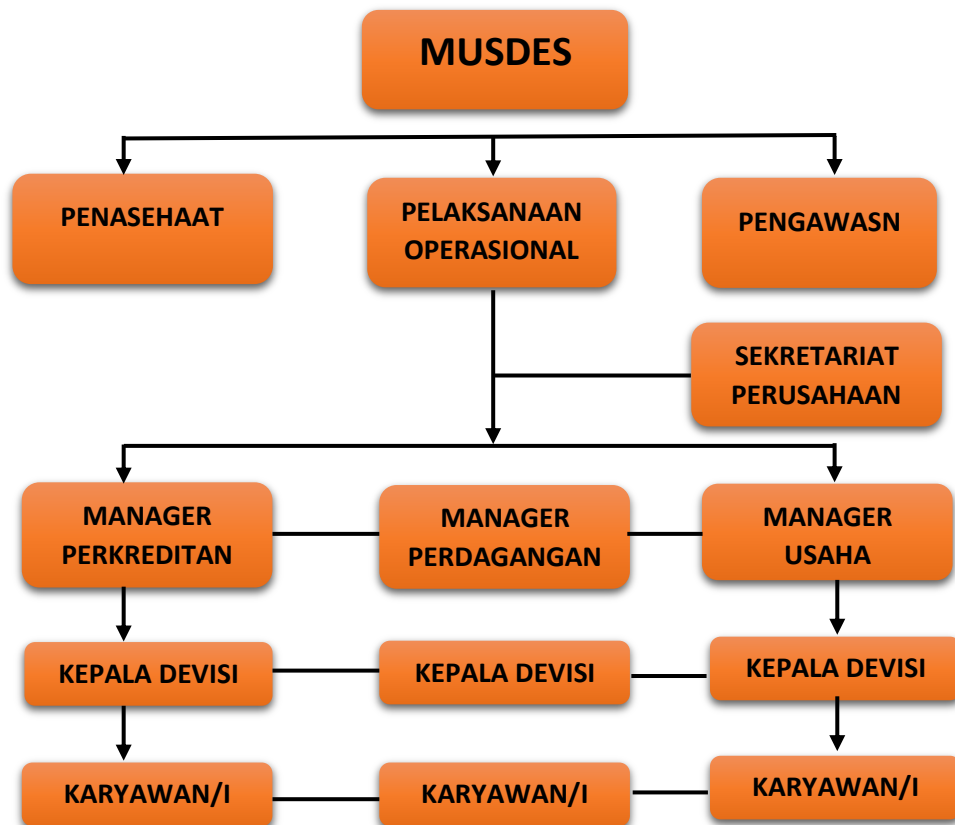 MUSDES
PENASEHAAT
PELAKSANAAN
OPERASIONAL
PENGAWASN
SEKRETARIAT
PERUSAHAAN
MANAGER
PERKREDITAN
MANAGER
PERDAGANGAN
MANAGER
USAHA
KEPALA DEVISI
KEPALA DEVISI
KEPALA DEVISI
KARYAWAN/I
KARYAWAN/I
KARYAWAN/I